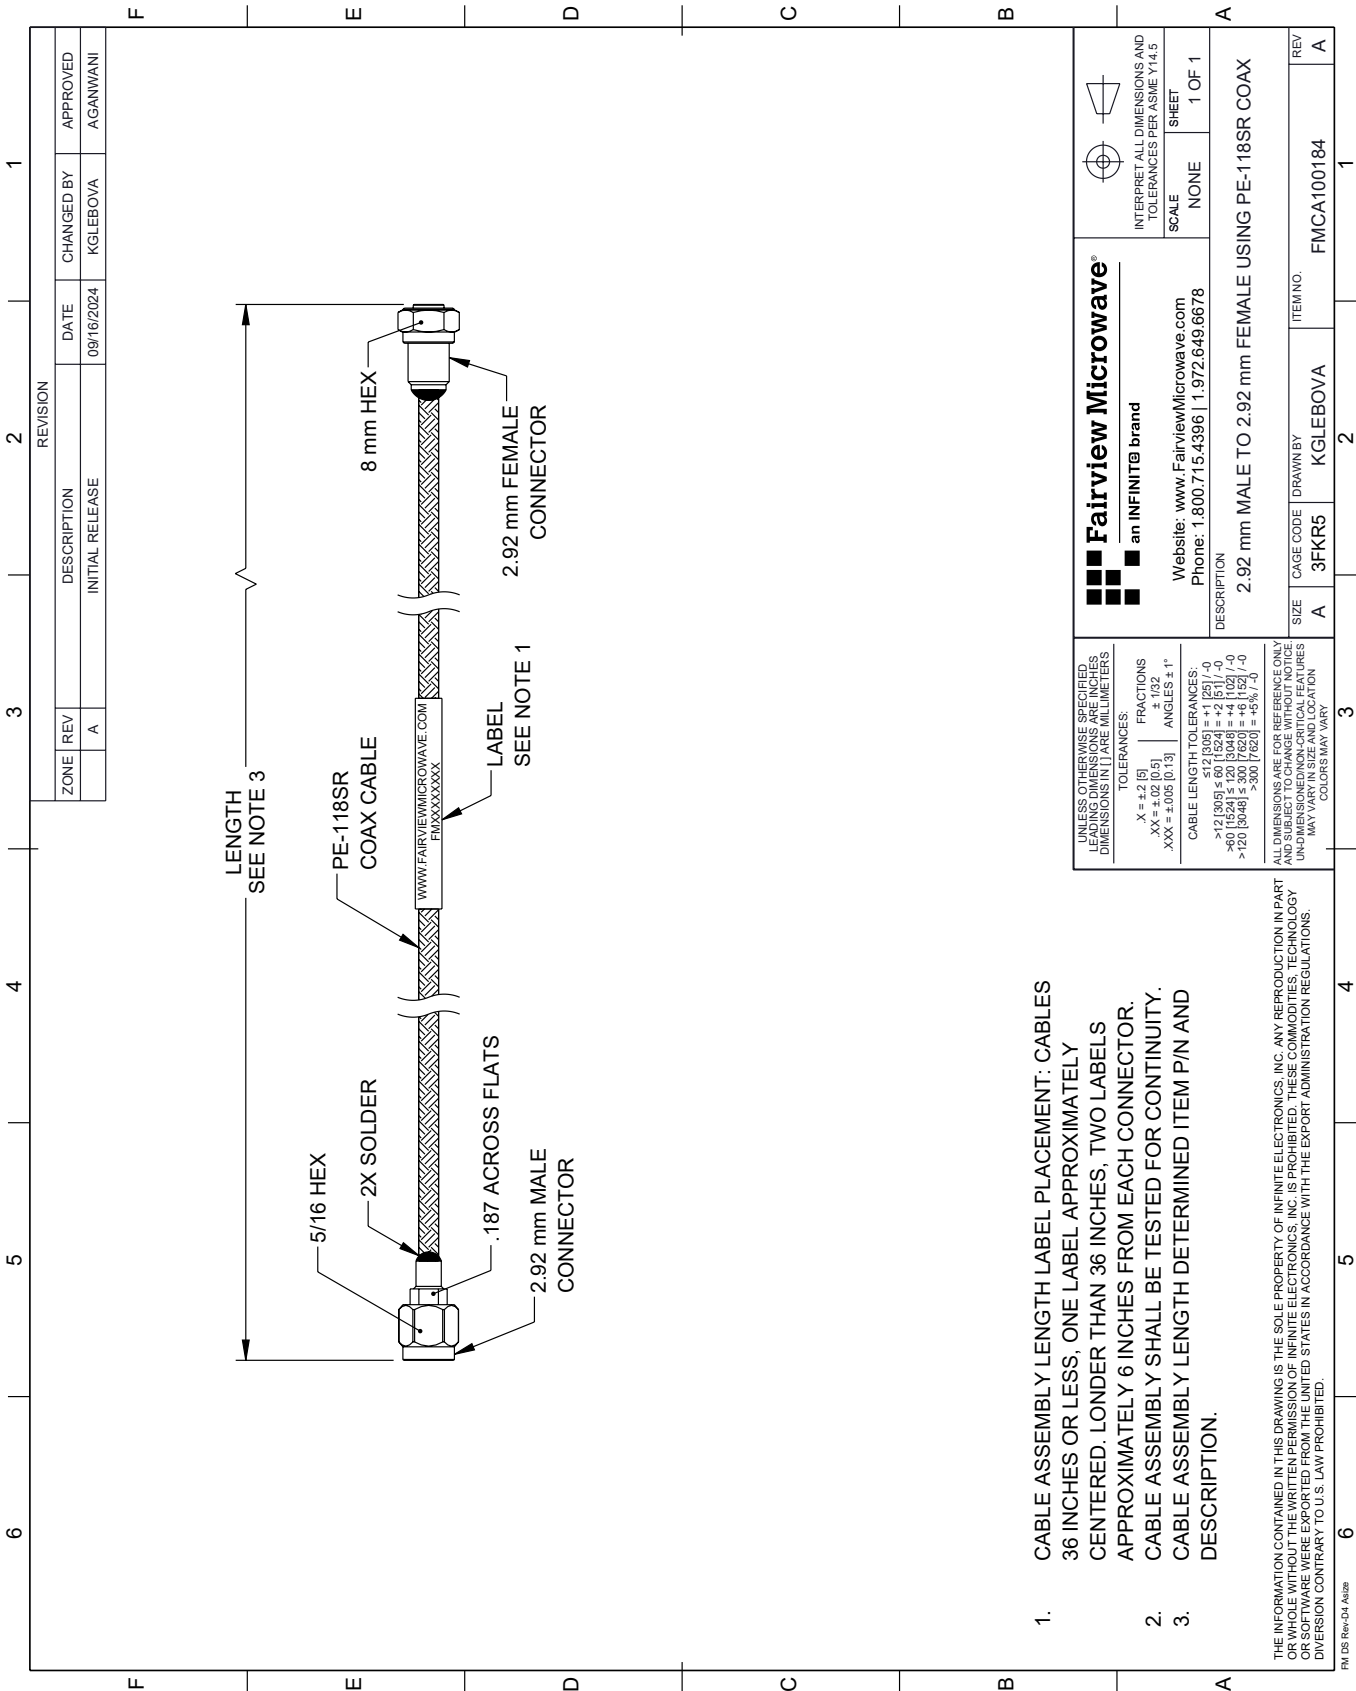 6 5 4 3 2 1
F E D C B A
REVISION
ZONE REV DESCRIPTION DATE CHANGED BY APPROVED
A INITIAL RELEASE 09/16/2024 KGLEBOVA AGANWANI
LENGTH
SEE NOTE 3
5/16 HEX
2X SOLDER
PE-118SR
COAX CABLE
8 mm HEX
WWW.FAIRVIEWMICROWAVE.COM
FMXXXXXXXX
.187 ACROSS FLATS
2.92 mm MALE
CONNECTOR
LABEL
SEE NOTE 1
2.92 mm FEMALE
CONNECTOR
1. CABLE ASSEMBLY LENGTH LABEL PLACEMENT: CABLES
36 INCHES OR LESS, ONE LABEL APPROXIMATELY
CENTERED. LONDER THAN 36 INCHES, TWO LABELS
APPROXIMATELY 6 INCHES FROM EACH CONNECTOR.
2. CABLE ASSEMBLY SHALL BE TESTED FOR CONTINUITY.
3. CABLE ASSEMBLY LENGTH DETERMINED ITEM P/N AND
DESCRIPTION.
THE INFORMATION CONTAINED IN THIS DRAWING IS THE SOLE PROPERTY OF INFINITE ELECTRONICS, INC. ANY REPRODUCTION IN PART
OR WHOLE WITHOUT THE WRITTEN PERMISSION OF INFINITE ELECTRONICS, INC. IS PROHIBITED. THESE COMMODITIES, TECHNOLOGY
OR SOFTWARE WERE EXPORTED FROM THE UNITED STATES IN ACCORDANCE WITH THE EXPORT ADMINISTRATION REGULATIONS.
DIVERSION CONTRARY TO U.S. LAW PROHIBITED.
UNLESS OTHERWISE SPECIFIED
LEADING DIMENSIONS ARE INCHES
DIMENSIONS IN [ ] ARE MILLIMETERS
TOLERANCES:
.X = ±.2 [5] FRACTIONS
.XX = ±.02 [0.5] ± 1/32
.XXX = ±.005 [0.13] ANGLES ± 1°
CABLE LENGTH TOLERANCES:
≤12 [305] = +1 [25] / -0
>12 [305] ≤ 60 [1524] = +2 [51] / -0
>60 [1524] ≤ 120 [3048] = +4 [102] / -0
>120 [3048] ≤ 300 [7620] = +6 [152] / -0
>300 [7620] = +5% / -0
ALL DIMENSIONS ARE FOR REFERENCE ONLY
AND SUBJECT TO CHANGE WITHOUT NOTICE.
UN-DIMENSIONED/NON-CRITICAL FEATURES
MAY VARY IN SIZE AND LOCATION
COLORS MAY VARY
Fairview Microwave®
an INFINITE brand
Website: www.FairviewMicrowave.com
Phone: 1.800.715.4396 | 1.972.649.6678
INTERPRET ALL DIMENSIONS AND
TOLERANCES PER ASME Y14.5
SCALE NONE SHEET 1 OF 1
DESCRIPTION
2.92 mm MALE TO 2.92 mm FEMALE USING PE-118SR COAX
SIZE CAGE CODE DRAWN BY ITEM NO. REV
A 3FKR5 KGLEBOVA FMCA100184 A
F E D C B A
6 5 4 3 2 1
FM DS Rev-D4 Asize